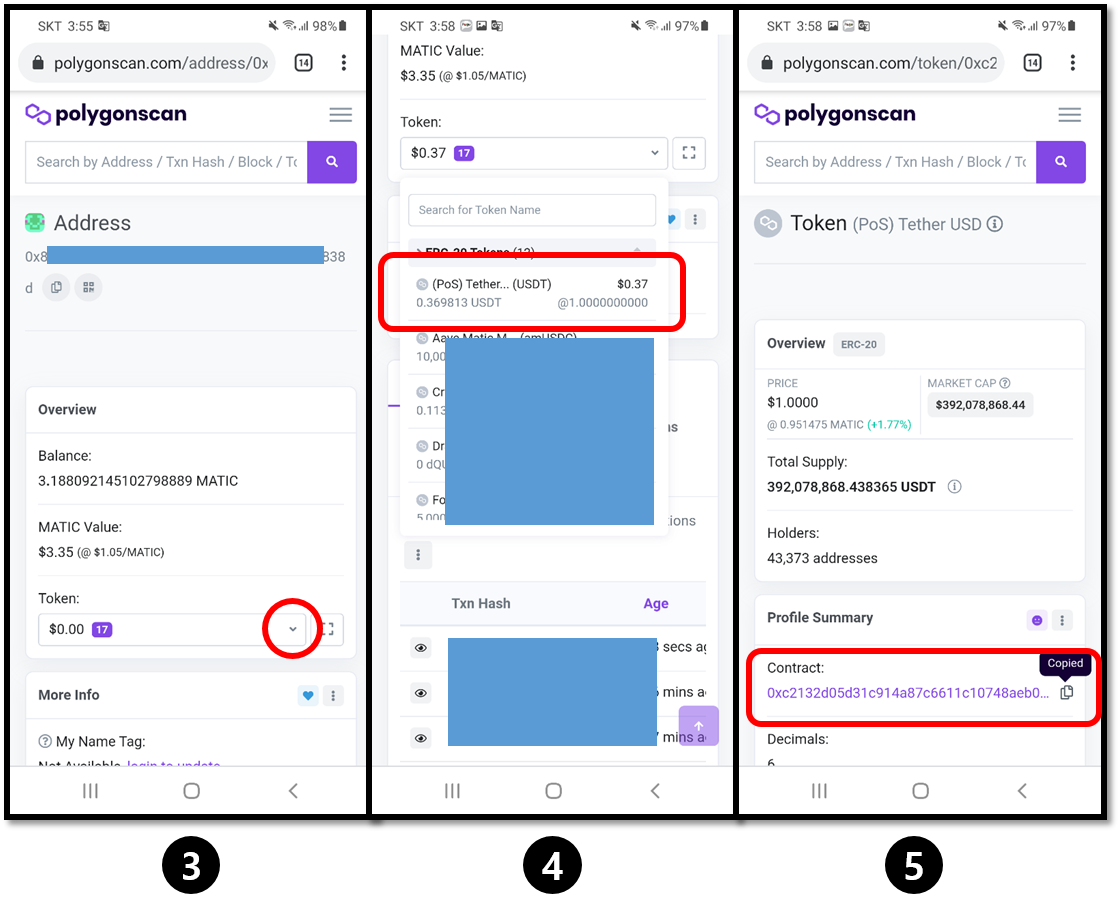 SKT 3:55 98%
polygonscan.com/address/0x
14
polygonscan
Search by Address / Txn Hash / Block / To
Address
0x8 838
d
Overview
Balance:
3.188092145102798889 MATIC
MATIC Value:
$3.35 (@ $1.05/MATIC)
Token:
$0.00 17
More Info
My Name Tag:
Not Available, login to update
3
SKT 3:58 97%
MATIC Value:
$3.35 (@ $1.05/MATIC)
Token:
$0.37 17
Search for Token Name
ERC-20 Tokens (12)
(PoS) Tether... (USDT) $0.37
0.369813 USDT @1.0000000000
Aave Matic M... (amUSDC)
10,00
Cr
0.113
Dr
0 dQU
Fo
5,000
ns
tions
Txn Hash Age
secs ag
mins a
mins a
4
SKT 3:58 97%
polygonscan.com/token/0xc2
14
polygonscan
Search by Address / Txn Hash / Block / To
Token (PoS) Tether USD
Overview ERC-20
PRICE
$1.0000
@ 0.951475 MATIC (+1.77%)
MARKET CAP
$392,078,868.44
Total Supply:
392,078,868.438365 USDT
Holders:
43,373 addresses
Profile Summary
Contract:
Copied
0xc2132d05d31c914a87c6611c10748aeb0...
Decimals:
6
5